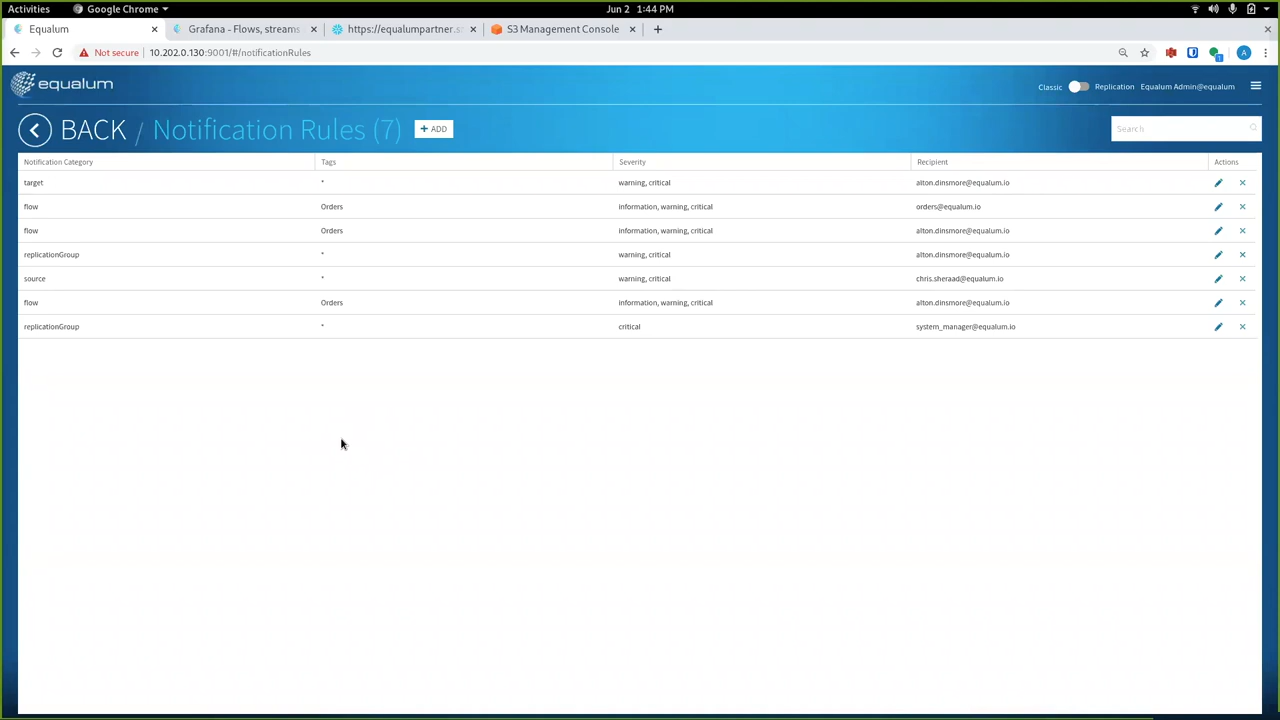 Activities Google Chrome Jun 2 1:44 PM
Equalum Grafana - Flows, streams https://equalumpartner.s S3 Management Console
Not secure 10.202.0.130:9001/#/notificationRules A
equalum Classic Replication Equalum Admin@equalum
BACK / Notification Rules (7) + ADD Search
Notification Category Tags Severity Recipient Actions
target * warning, critical alton.dinsmore@equalum.io
flow Orders information, warning, critical orders@equalum.io
flow Orders information, warning, critical alton.dinsmore@equalum.io
replicationGroup * warning, critical alton.dinsmore@equalum.io
source * warning, critical chris.sheraad@equalum.io
flow Orders information, warning, critical alton.dinsmore@equalum.io
replicationGroup * critical system_manager@equalum.io